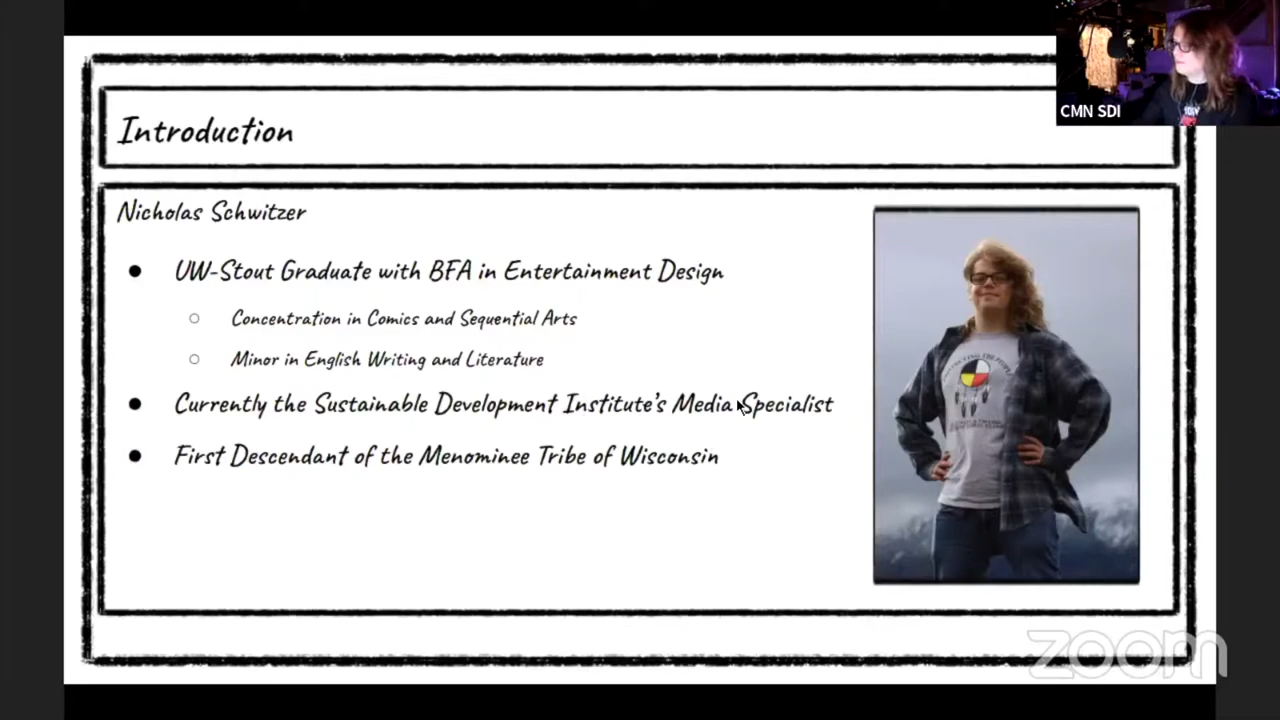 CMN SDI
Introduction
Nicholas Schwitzer
● UW-Stout Graduate with BFA in Entertainment Design
○ Concentration in Comics and Sequential Arts
○ Minor in English Writing and Literature
● Currently the Sustainable Development Institute's Media Specialist
● First Descendant of the Menominee Tribe of Wisconsin
zoom